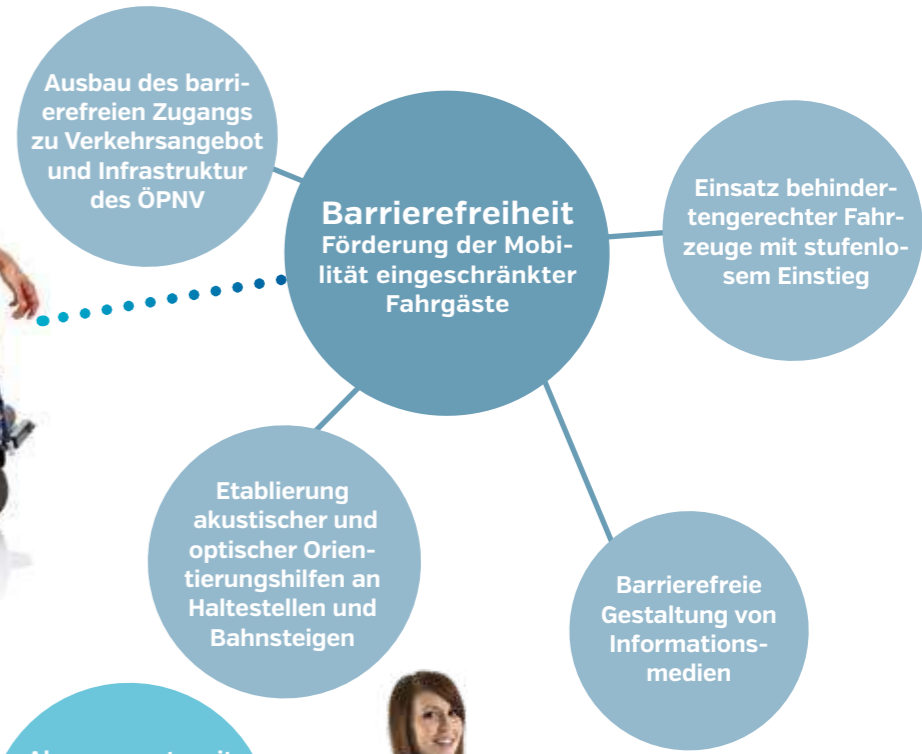 Ausbau des barri-
erefreien Zugangs
zu Verkehrsangebot
und Infrastruktur
des ÖPNV
Barrierefreiheit
Förderung der Mobi-
lität eingeschränkter
Fahrgäste
Einsatz behinder-
tengerechter Fahr-
zeuge mit stufenlo-
sem Einstieg
Etablierung
akustischer und
optischer Orien-
tierungshilfen an
Haltestellen und
Bahnsteigen
Barrierefreie
Gestaltung von
Informations-
medien